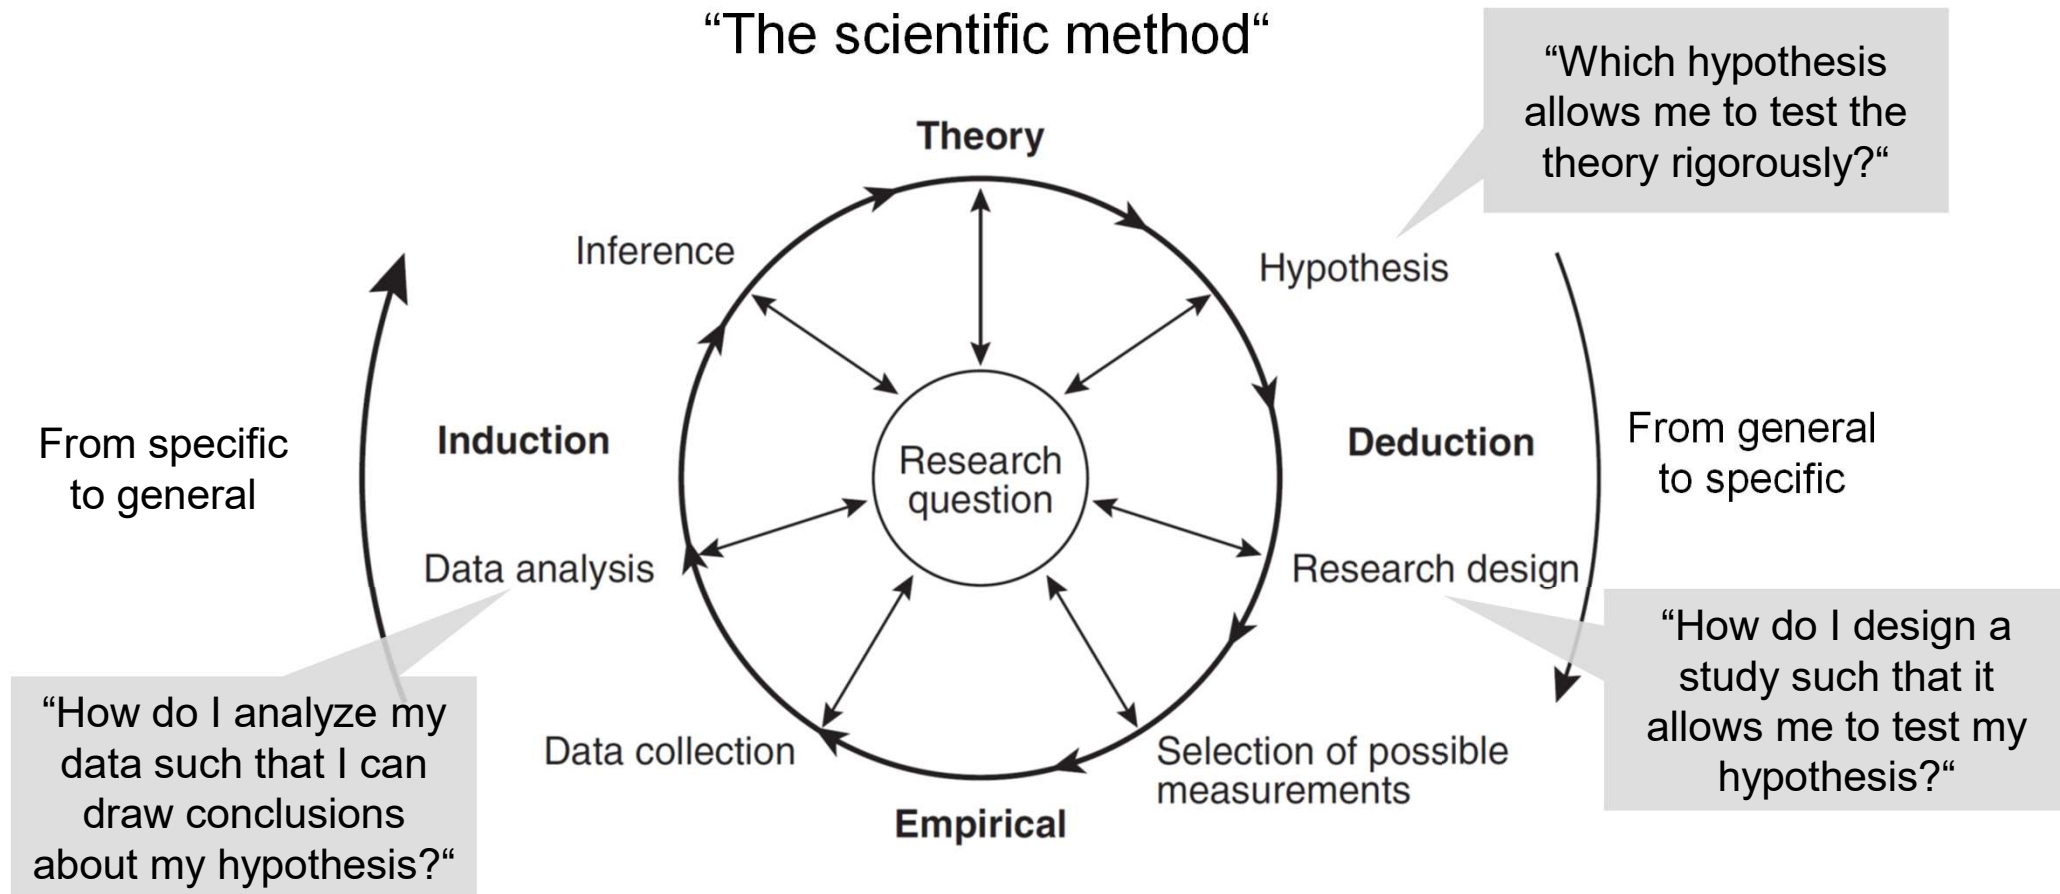 “The scientific method“
“Which hypothesis
allows me to test the
theory rigorously?“
Theory
Inference
Hypothesis
From specific
to general
Induction
Research
question
Deduction
From general
to specific
Data analysis
Research design
“How do I analyze my
data such that I can
draw conclusions
about my hypothesis?“
Data collection
Selection of possible
measurements
“How do I design a
study such that it
allows me to test my
hypothesis?“
Empirical